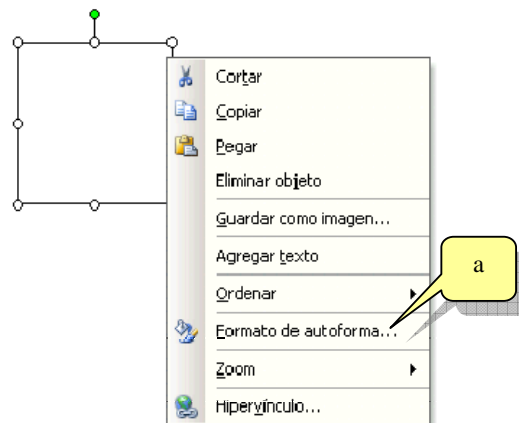 Cortar
Copiar
Pegar
Eliminar objeto
Guardar como imagen...
Agregar texto
Ordenar
Formato de autoforma...
Zoom
Hipervínculo...
a